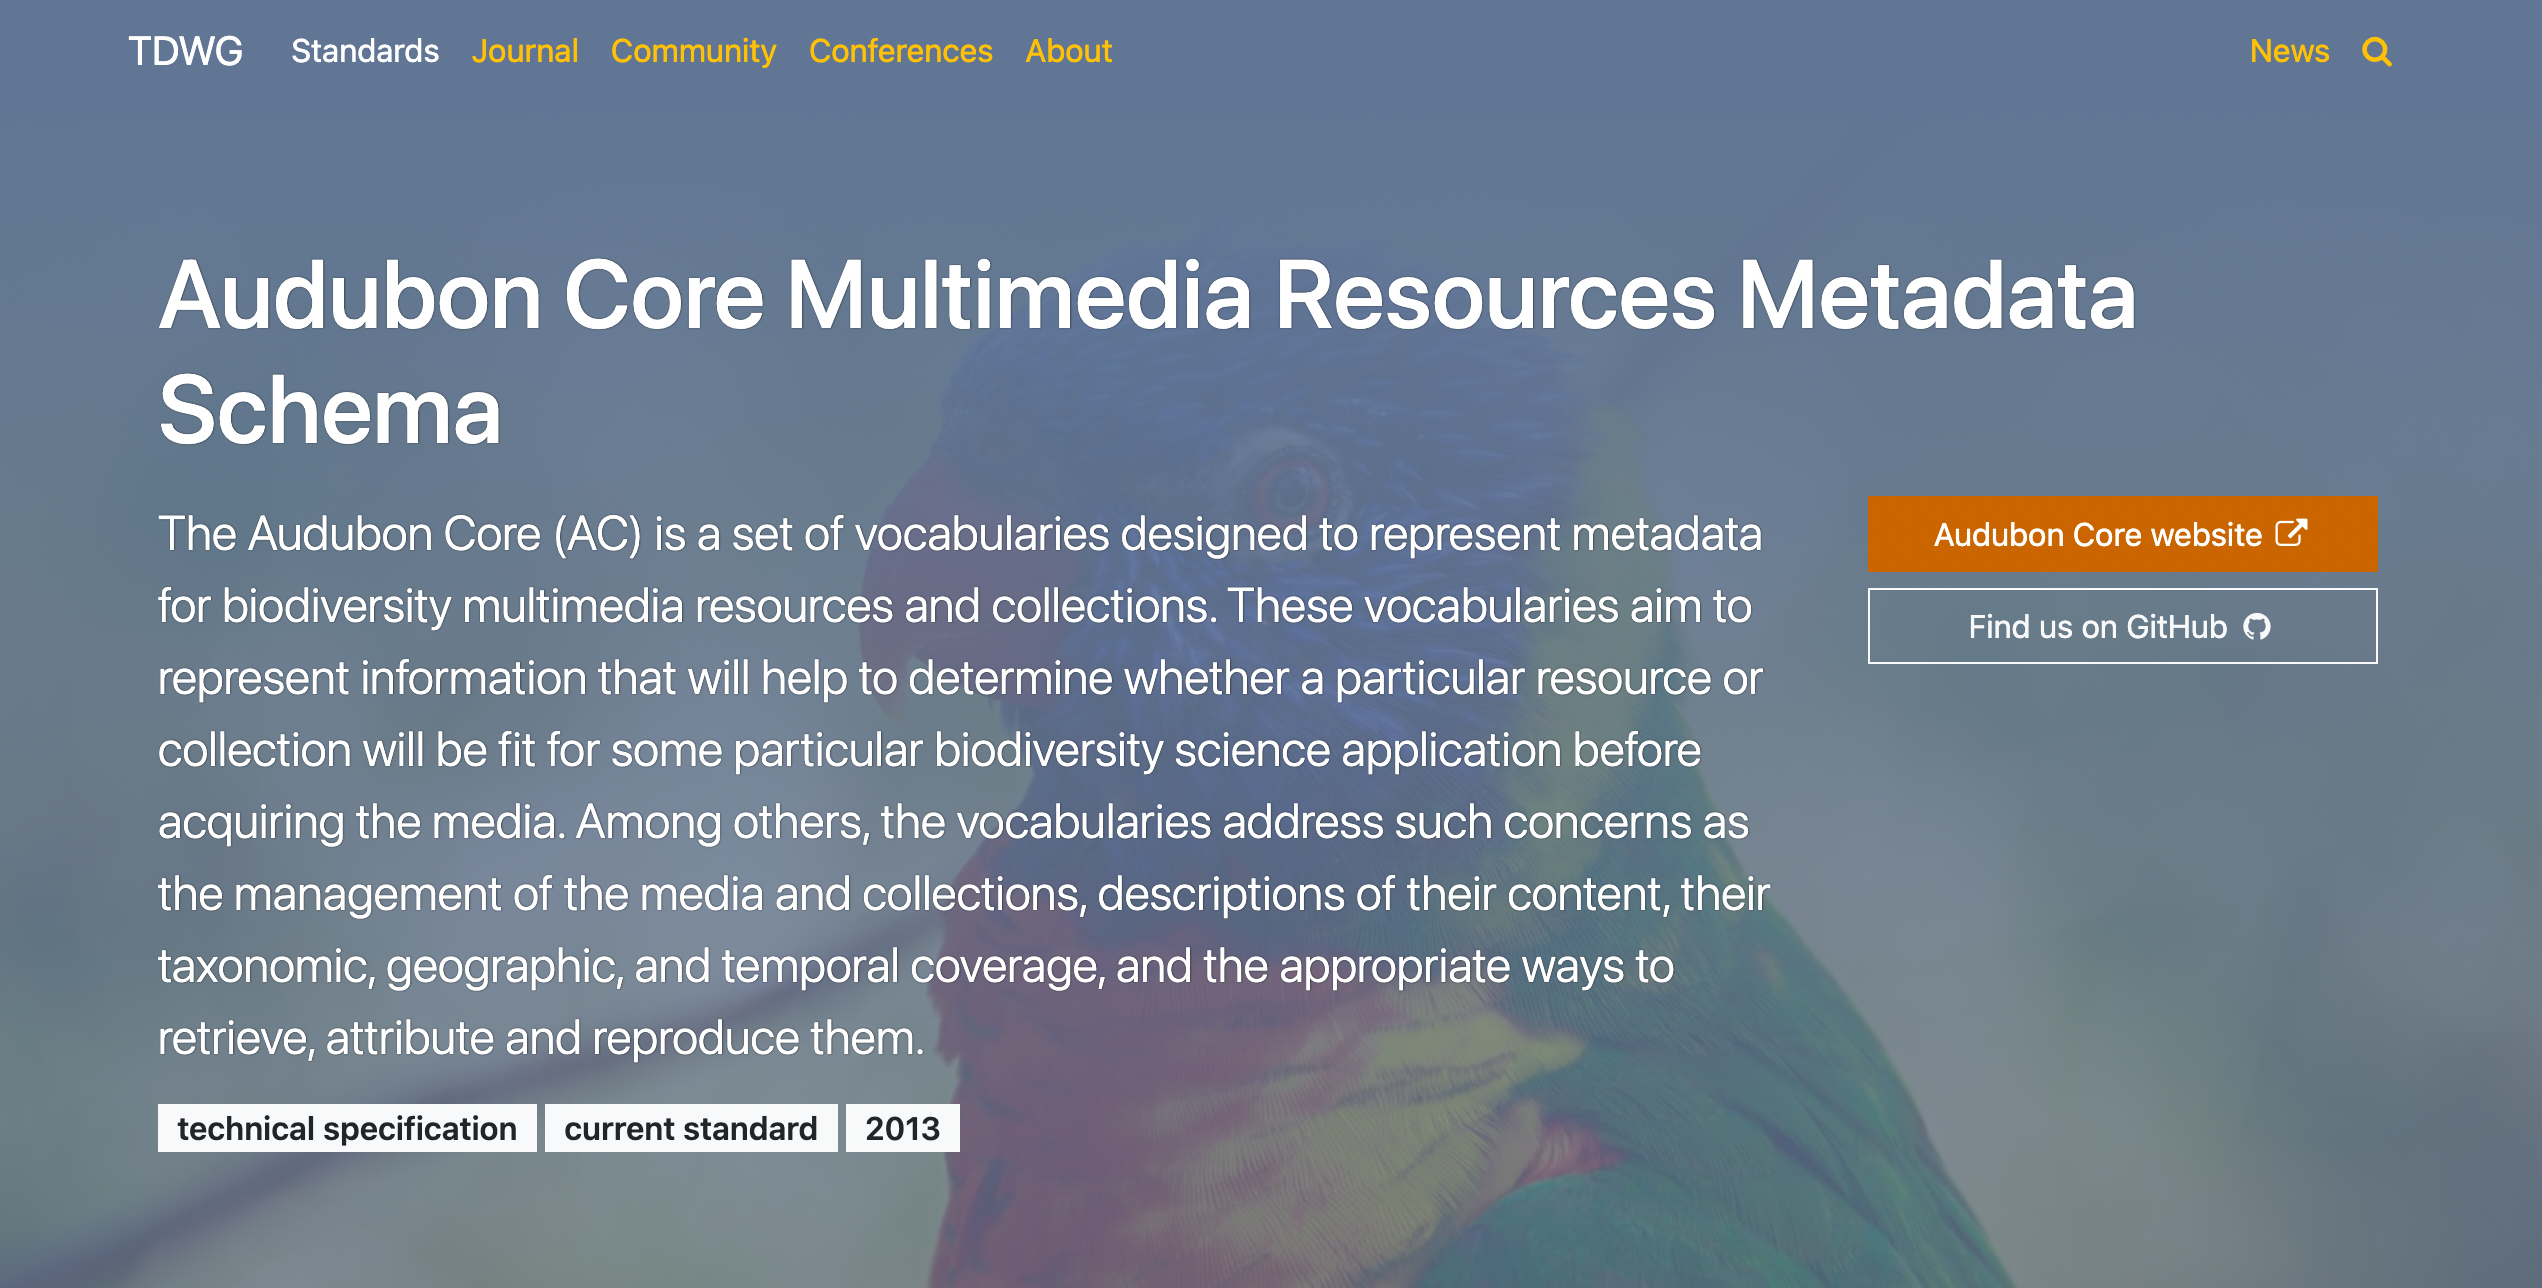 TDWG Standards Journal Community Conferences About News
Audubon Core Multimedia Resources Metadata
Schema
The Audubon Core (AC) is a set of vocabularies designed to represent metadata
for biodiversity multimedia resources and collections. These vocabularies aim to
represent information that will help to determine whether a particular resource or
collection will be fit for some particular biodiversity science application before
acquiring the media. Among others, the vocabularies address such concerns as
the management of the media and collections, descriptions of their content, their
taxonomic, geographic, and temporal coverage, and the appropriate ways to
retrieve, attribute and reproduce them.
technical specification current standard 2013
Audubon Core website
Find us on GitHub